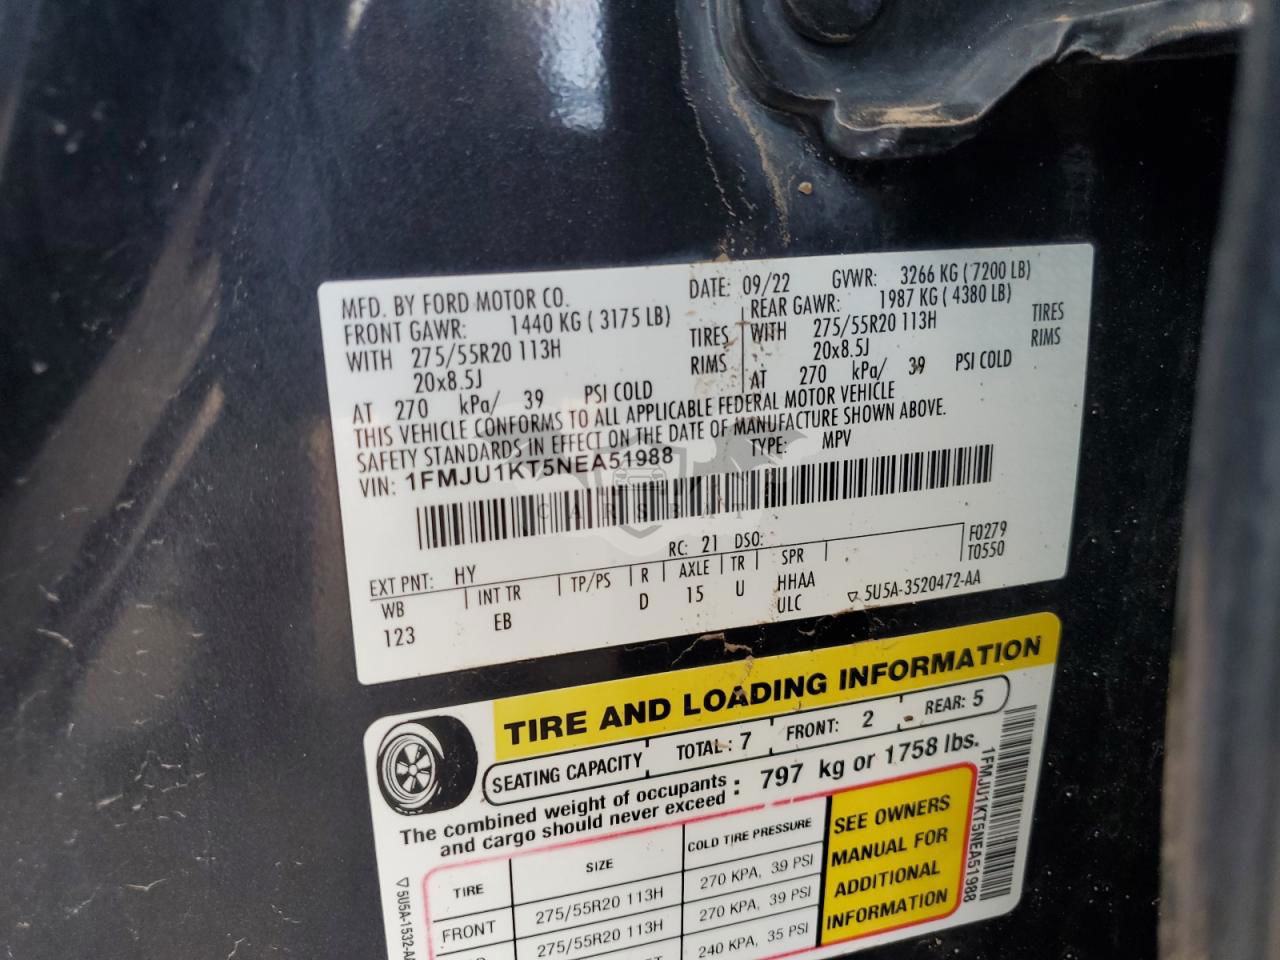 MFD. BY FORD MOTOR CO. DATE: 09/22 GVWR: 3266 KG ( 7200 LB)
FRONT GAWR: 1440 KG ( 3175 LB) REAR GAWR: 1987 KG ( 4380 LB)
WITH 275/55R20 113H TIRES WITH 275/55R20 113H TIRES
20x8.5J RIMS 20x8.5J RIMS
AT 270 kPa/ 39 PSI COLD AT 270 kPa/ 39 PSI COLD
THIS VEHICLE CONFORMS TO ALL APPLICABLE FEDERAL MOTOR VEHICLE
SAFETY STANDARDS IN EFFECT ON THE DATE OF MANUFACTURE SHOWN ABOVE.
VIN: 1FMJU1KT5NEA51988 TYPE: MPV
CARSBAT
EXT PNT: HY RC: 21 DSO: F0279
WB INT TR TP/PS R AXLE TR SPR T0550
123 EB D 15 U HHAA
ULC ▽ 5U5A-3520472-AA
TIRE AND LOADING INFORMATION
SEATING CAPACITY TOTAL : 7 FRONT: 2 REAR: 5
The combined weight of occupants
and cargo should never exceed : 797 kg or 1758 lbs.
TIRE SIZE COLD TIRE PRESSURE
FRONT 275/55R20 113H 270 KPA, 39 PSI
275/55R20 113H 270 KPA, 39 PSI
240 KPA, 35 PSI
SEE OWNERS
MANUAL FOR
ADDITIONAL
INFORMATION
1FMJU1KT5NEA51988
▽ 5U5A-1532-AA